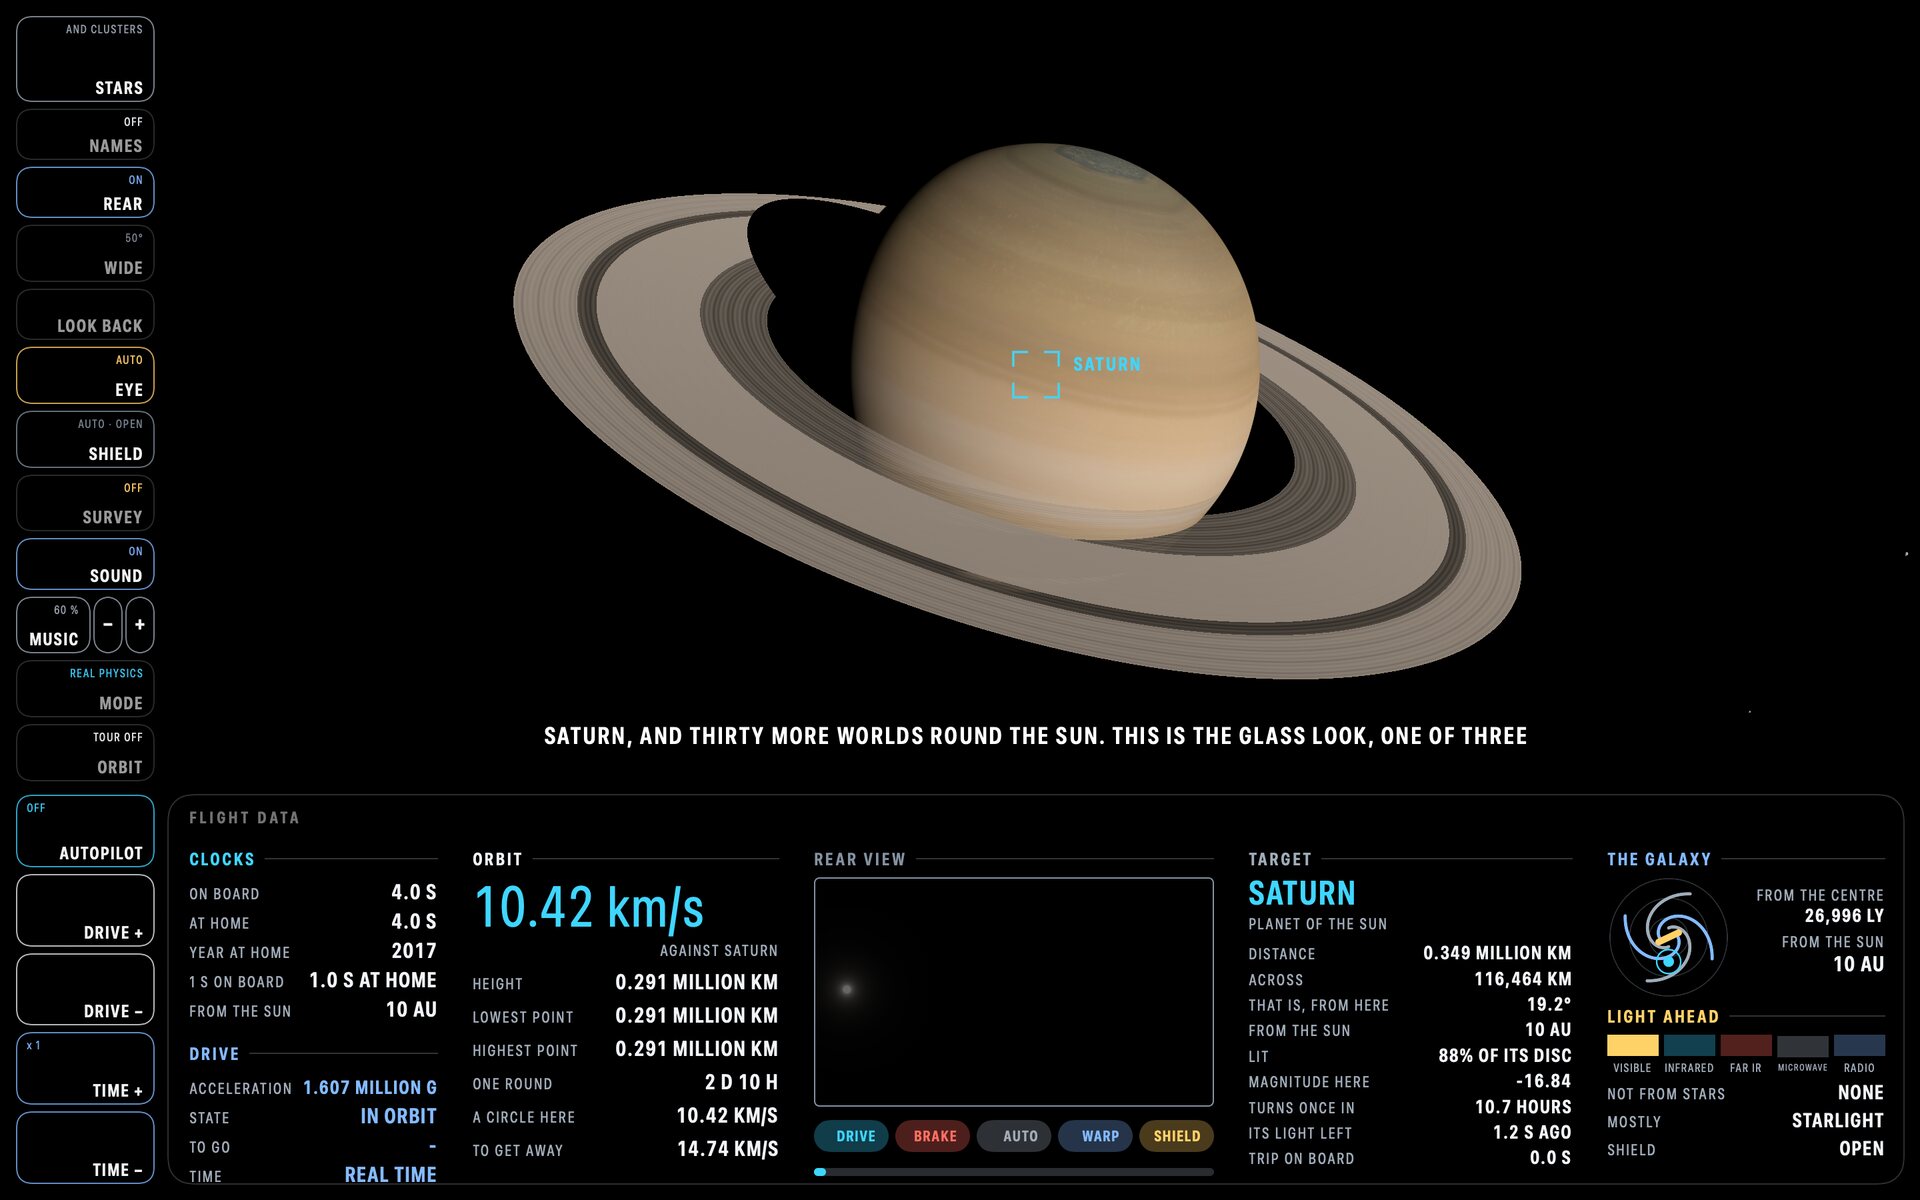 AND CLUSTERS
STARS
OFF
NAMES
ON
REAR
50°
WIDE
LOOK BACK
AUTO
EYE
AUTO · OPEN
SHIELD
OFF
SURVEY
ON
SOUND
60 %
MUSIC
−
+
REAL PHYSICS
MODE
TOUR OFF
ORBIT
OFF
AUTOPILOT
DRIVE +
DRIVE −
x 1
TIME +
TIME −
SATURN
SATURN, AND THIRTY MORE WORLDS ROUND THE SUN. THIS IS THE GLASS LOOK, ONE OF THREE
FLIGHT DATA
CLOCKS
ON BOARD 4.0 S
AT HOME 4.0 S
YEAR AT HOME 2017
1 S ON BOARD 1.0 S AT HOME
FROM THE SUN 10 AU
DRIVE
ACCELERATION 1.607 MILLION G
STATE IN ORBIT
TO GO -
TIME REAL TIME
ORBIT
10.42 km/s
AGAINST SATURN
HEIGHT 0.291 MILLION KM
LOWEST POINT 0.291 MILLION KM
HIGHEST POINT 0.291 MILLION KM
ONE ROUND 2 D 10 H
A CIRCLE HERE 10.42 KM/S
TO GET AWAY 14.74 KM/S
REAR VIEW
DRIVE BRAKE AUTO WARP SHIELD
TARGET
SATURN
PLANET OF THE SUN
DISTANCE 0.349 MILLION KM
ACROSS 116,464 KM
THAT IS, FROM HERE 19.2°
FROM THE SUN 10 AU
LIT 88% OF ITS DISC
MAGNITUDE HERE -16.84
TURNS ONCE IN 10.7 HOURS
ITS LIGHT LEFT 1.2 S AGO
TRIP ON BOARD 0.0 S
THE GALAXY
FROM THE CENTRE
26,996 LY
FROM THE SUN
10 AU
LIGHT AHEAD
VISIBLE INFRARED FAR IR MICROWAVE RADIO
NOT FROM STARS NONE
MOSTLY STARLIGHT
SHIELD OPEN